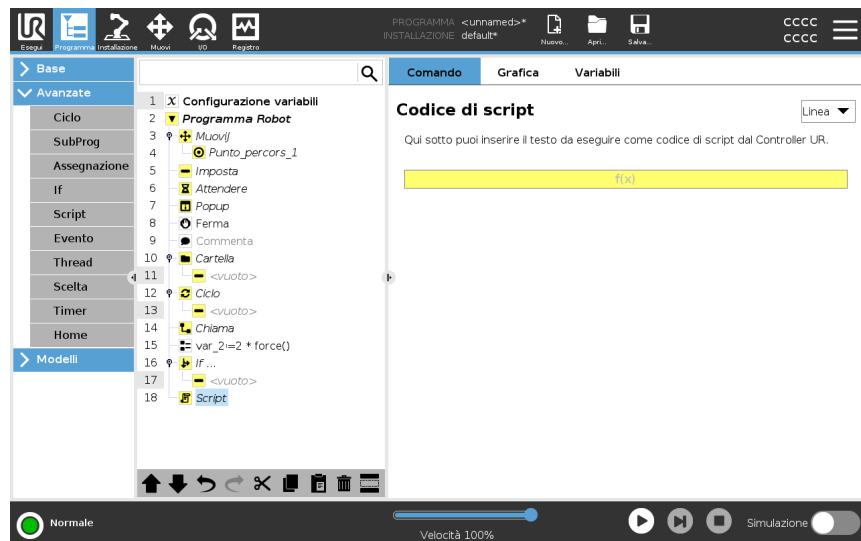 PROGRAMMA <unnamed>*
INSTALLAZIONE default*
UR
Esegui
Programma
Installazione
Muovi
I/O
Registro
Nuovo...
Apri...
Salva...
cccc
cccc
Base
Avanzate
Ciclo
SubProg
Assegnazione
If
Script
Evento
Thread
Scelta
Timer
Home
Modelli
1 X Configurazione variabili
2 Programma Robot
3 MuoviJ
4 Punto_percors_1
5 Imposta
6 Attendere
7 Popup
8 Ferma
9 Commenta
10 Cartella
11 <vuoto>
12 Ciclo
13 <vuoto>
14 Chiama
15 var_2≔2 * force()
16 If ...
17 <vuoto>
18 Script
Comando Grafica Variabili
Codice di script
Linea
Qui sotto puoi inserire il testo da eseguire come codice di script dal Controller UR.
f(x)
Normale
Velocità 100%
Simulazione